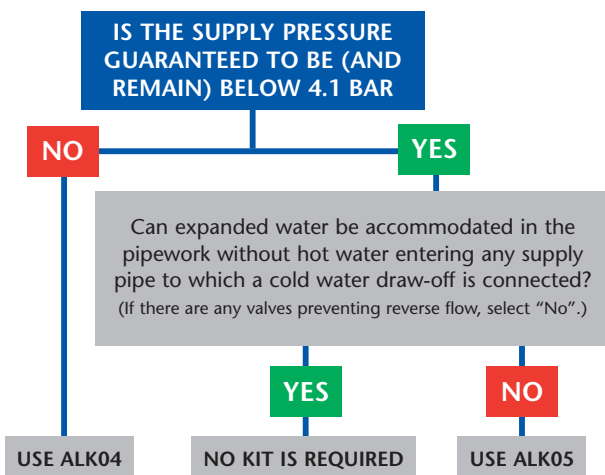 IS THE SUPPLY PRESSURE
GUARANTEED TO BE (AND
REMAIN) BELOW 4.1 BAR
NO
YES
Can expanded water be accommodated in the
pipework without hot water entering any supply
pipe to which a cold water draw-off is connected?
(If there are any valves preventing reverse flow, select “No”.)
YES
NO
USE ALK04
NO KIT IS REQUIRED
USE ALK05